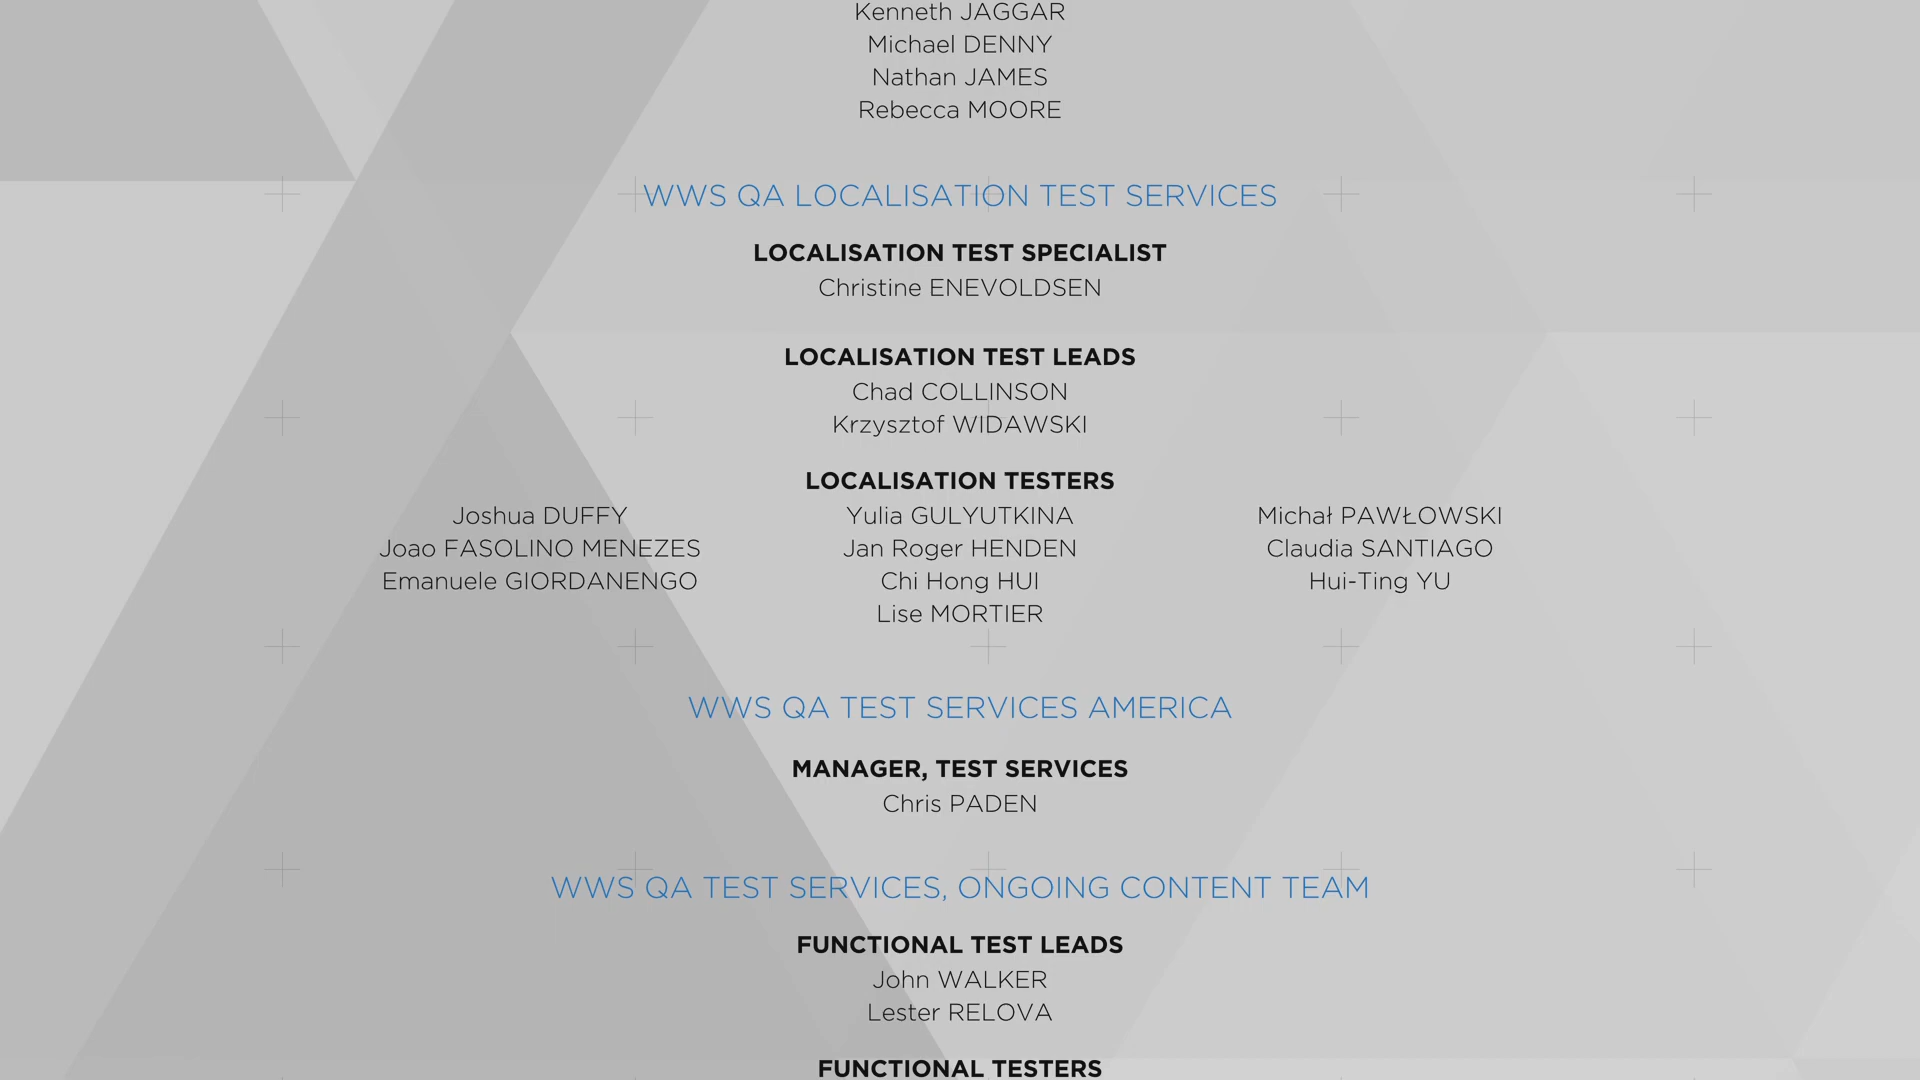 Kenneth JAGGAR
Michael DENNY
Nathan JAMES
Rebecca MOORE
WWS QA LOCALISATION TEST SERVICES
LOCALISATION TEST SPECIALIST
Christine ENEVOLDSEN
LOCALISATION TEST LEADS
Chad COLLINSON
Krzysztof WIDAWSKI
LOCALISATION TESTERS
Joshua DUFFY
Joao FASOLINO MENEZES
Emanuele GIORDANENGO
Yulia GULYUTKINA
Jan Roger HENDEN
Chi Hong HUI
Lise MORTIER
Michał PAWŁOWSKI
Claudia SANTIAGO
Hui-Ting YU
WWS QA TEST SERVICES AMERICA
MANAGER, TEST SERVICES
Chris PADEN
WWS QA TEST SERVICES, ONGOING CONTENT TEAM
FUNCTIONAL TEST LEADS
John WALKER
Lester RELOVA
FUNCTIONAL TESTERS